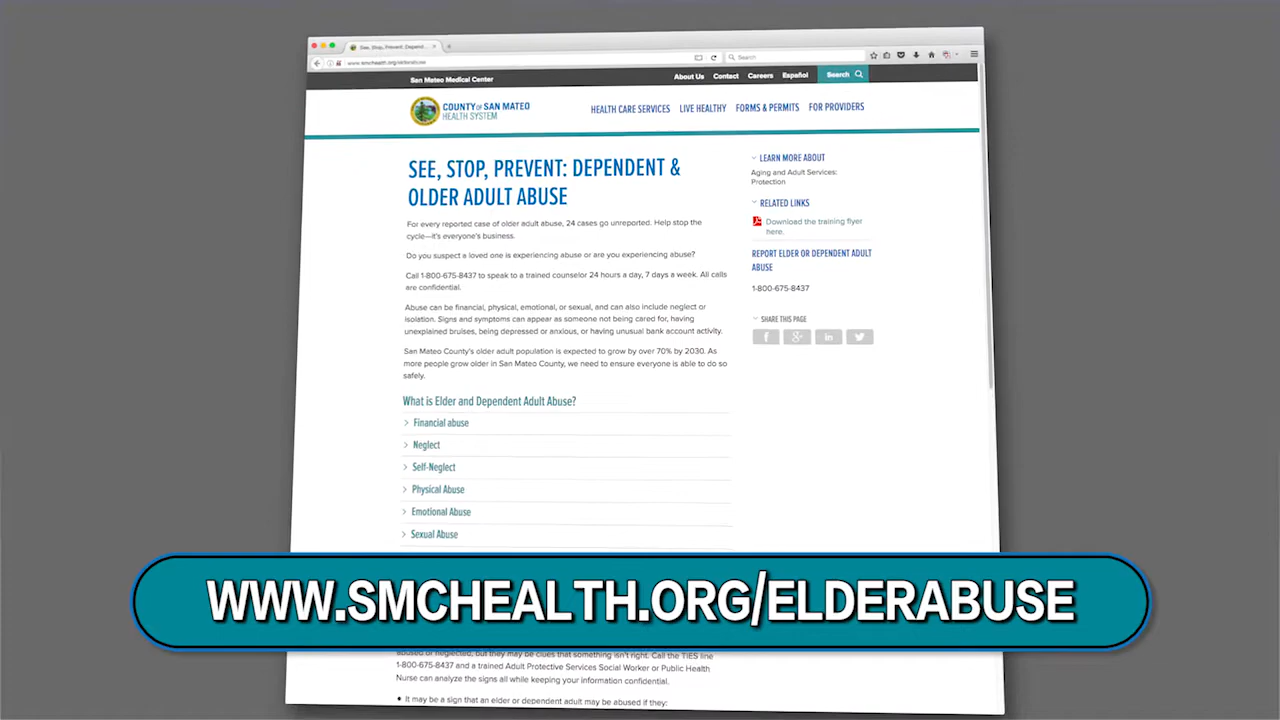 See, Stop, Prevent: Depend...
www.smchealth.org/elderabuse
Search
San Mateo Medical Center
About Us
Contact
Careers
Español
Search
COUNTY OF SAN MATEO
HEALTH SYSTEM
HEALTH CARE SERVICES
LIVE HEALTHY
FORMS & PERMITS
FOR PROVIDERS
SEE, STOP, PREVENT: DEPENDENT &
OLDER ADULT ABUSE
For every reported case of older adult abuse, 24 cases go unreported. Help stop the
cycle—it's everyone's business.
Do you suspect a loved one is experiencing abuse or are you experiencing abuse?
Call 1-800-675-8437 to speak to a trained counselor 24 hours a day, 7 days a week. All calls
are confidential.
Abuse can be financial, physical, emotional, or sexual, and can also include neglect or
isolation. Signs and symptoms can appear as someone not being cared for, having
unexplained bruises, being depressed or anxious, or having unusual bank account activity.
San Mateo County's older adult population is expected to grow by over 70% by 2030. As
more people grow older in San Mateo County, we need to ensure everyone is able to do so
safely.
What is Elder and Dependent Adult Abuse?
Financial abuse
Neglect
Self-Neglect
Physical Abuse
Emotional Abuse
Sexual Abuse
LEARN MORE ABOUT
Aging and Adult Services:
Protection
RELATED LINKS
Download the training flyer
here.
REPORT ELDER OR DEPENDENT ADULT
ABUSE
1-800-675-8437
SHARE THIS PAGE
WWW.SMCHEALTH.ORG/ELDERABUSE
abused or neglected, but they may be clues that something isn't right. Call the TIES line
1-800-675-8437 and a trained Adult Protective Services Social Worker or Public Health
Nurse can analyze the signs all while keeping your information confidential.
It may be a sign that an elder or dependent adult may be abused if they: